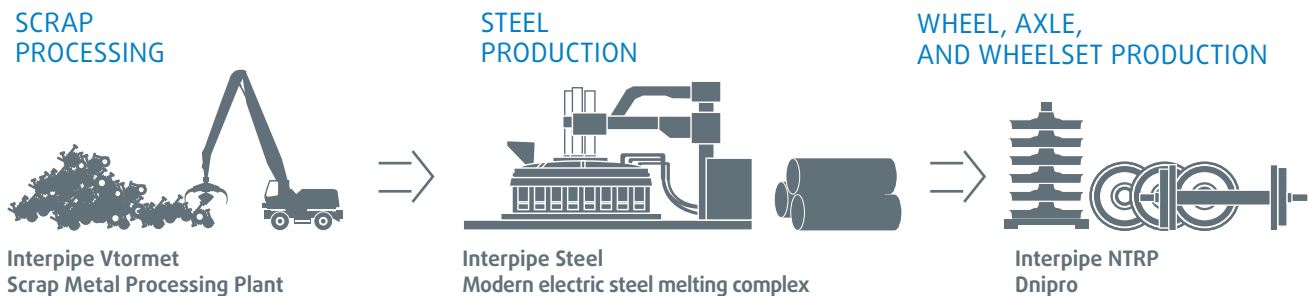 SCRAP
PROCESSING
STEEL
PRODUCTION
WHEEL, AXLE,
AND WHEELSET PRODUCTION
Interpipe Vtormet
Scrap Metal Processing Plant
Interpipe Steel
Modern electric steel melting complex
Interpipe NTRP
Dnipro